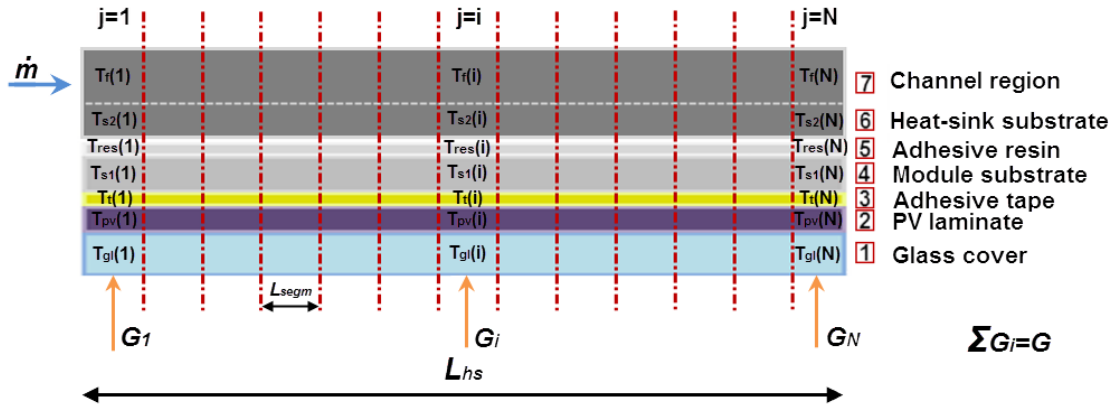 j=1 j=i j=N
ṁ
Tf(1) Tf(i) Tf(N) 7 Channel region
Ts2(1) Ts2(i) Ts2(N) 6 Heat-sink substrate
Tres(1) Tres(i) Tres(N) 5 Adhesive resin
Ts1(1) Ts1(i) Ts1(N) 4 Module substrate
Tt(1) Tt(i) Tt(N) 3 Adhesive tape
Tpv(1) Tpv(i) Tpv(N) 2 PV laminate
Tgl(1) Tgl(i) Tgl(N) 1 Glass cover
Lsegm
G1 Gi GN ΣGi=G
Lhs